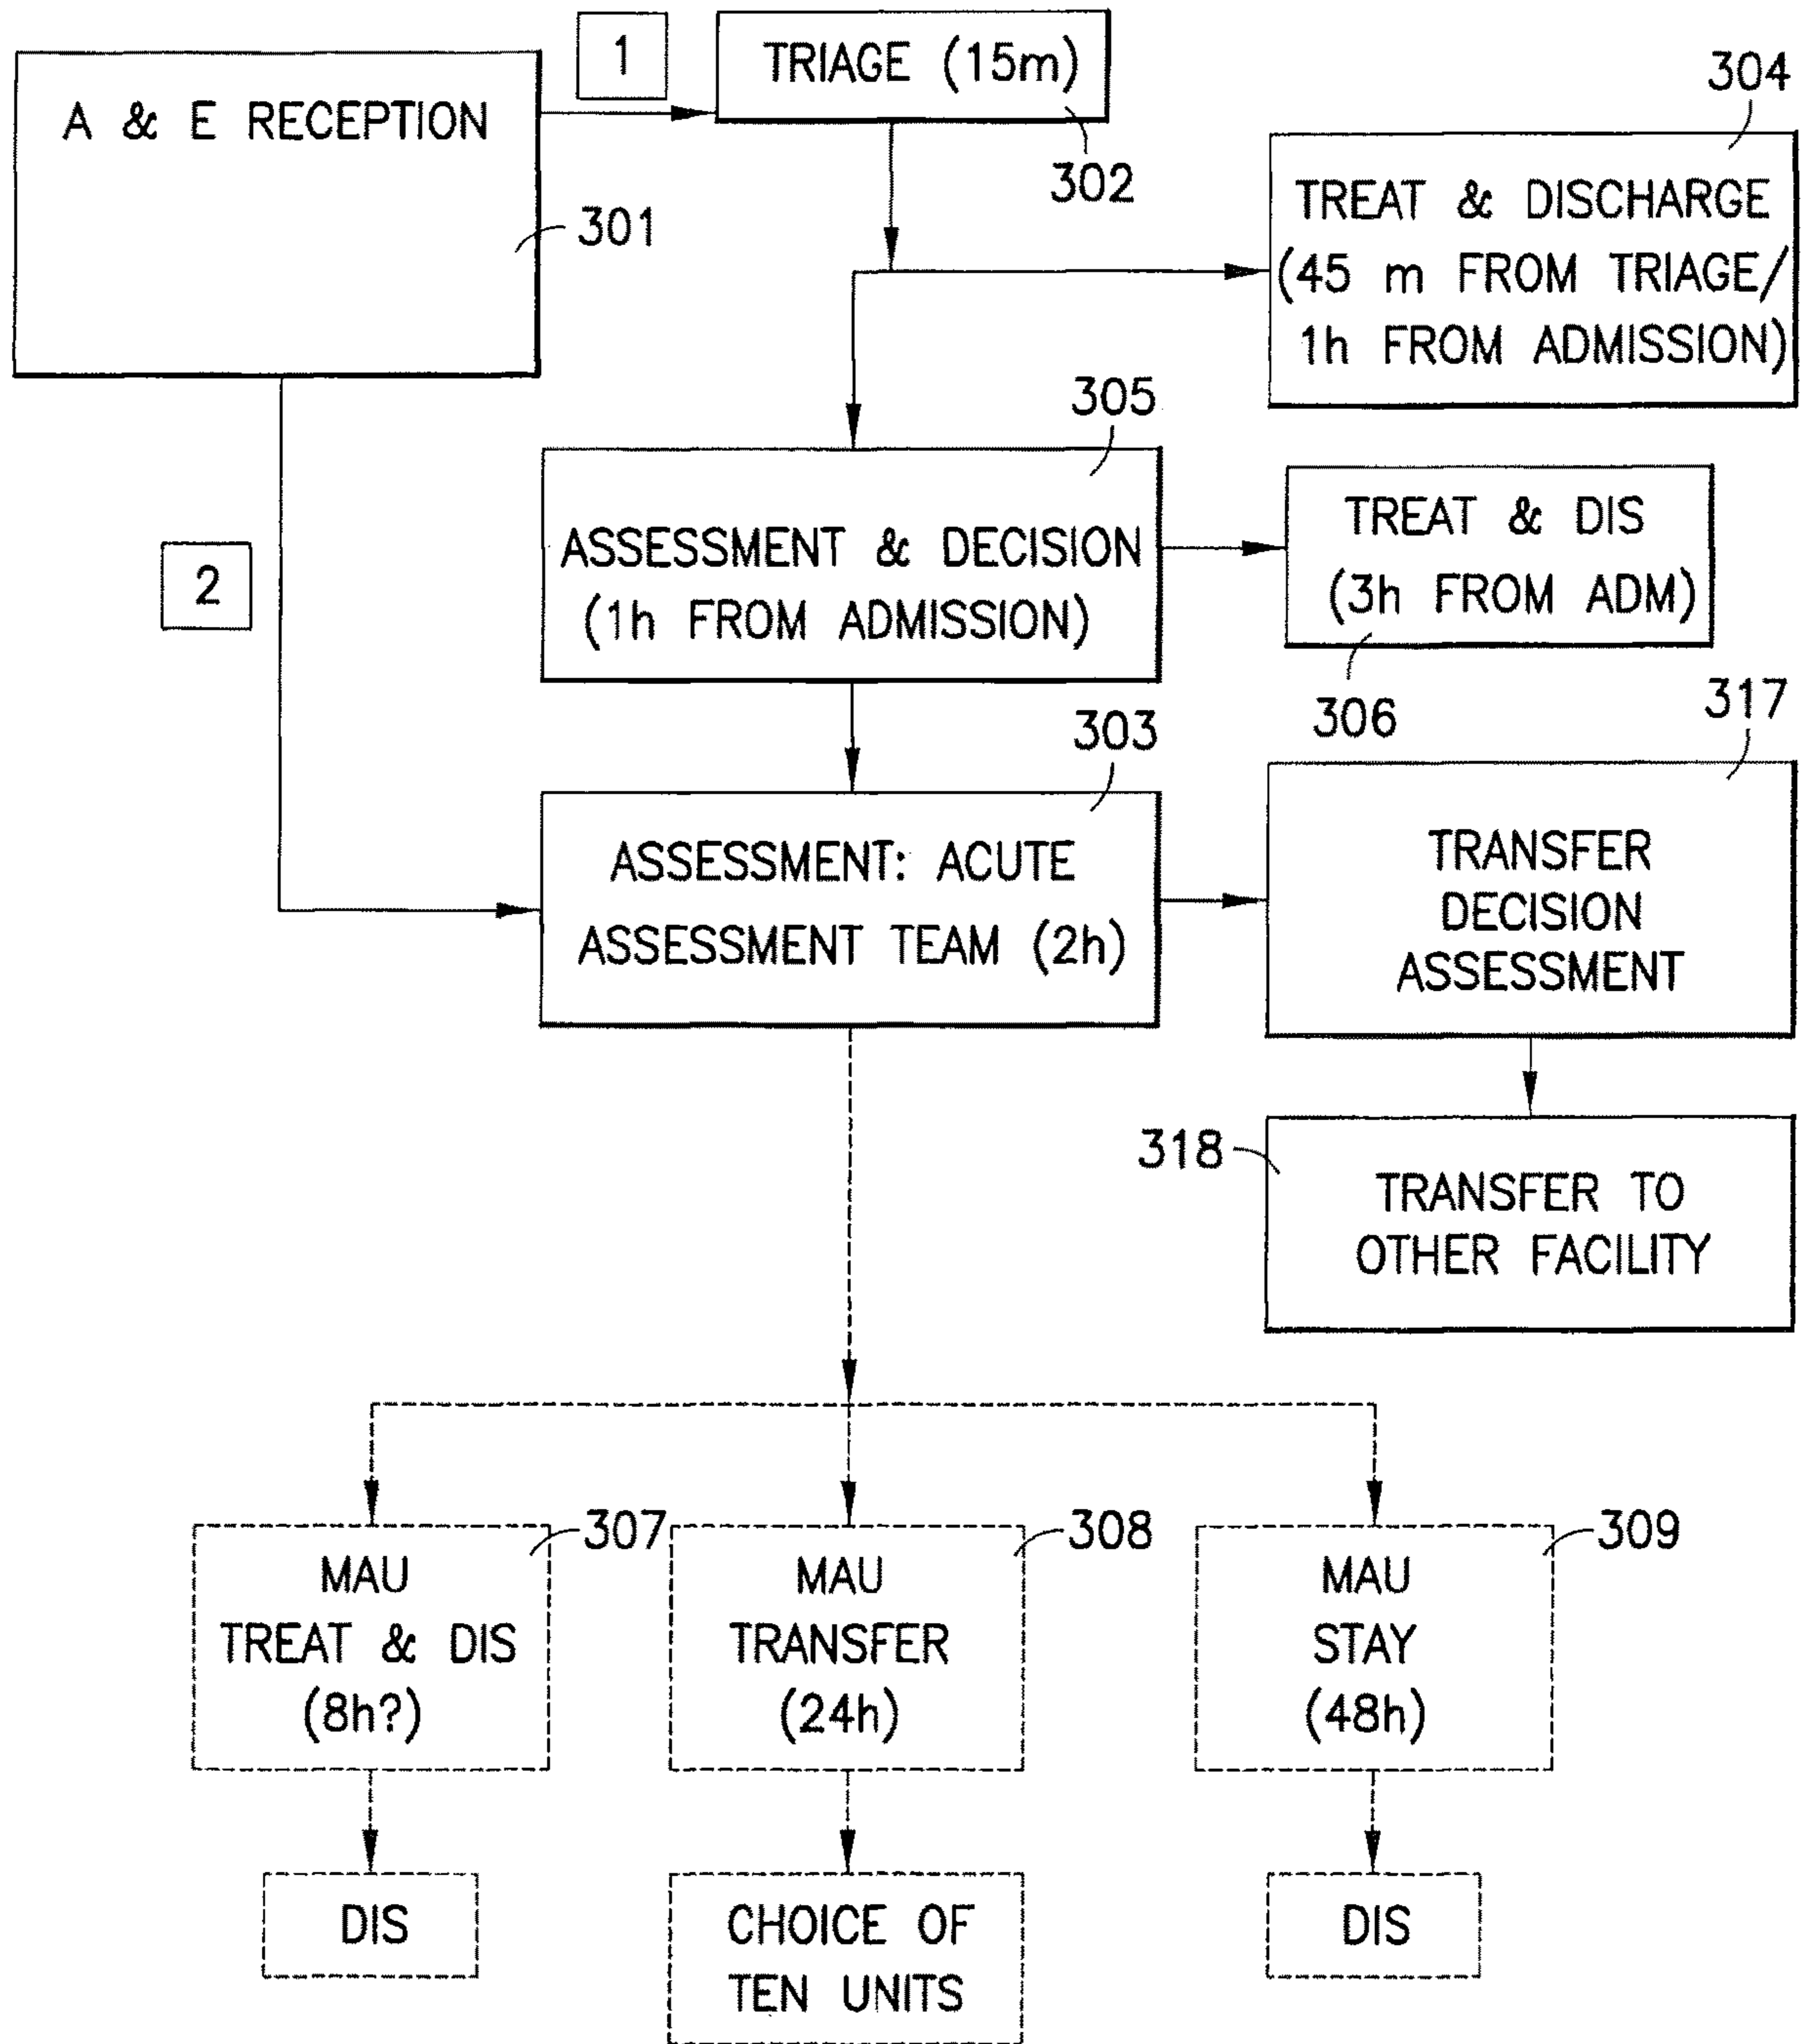 A & E RECEPTION
301
1
TRIAGE (15m)
302
304
TREAT & DISCHARGE
(45 m FROM TRIAGE/
1h FROM ADMISSION)
2
305
ASSESSMENT & DECISION
(1h FROM ADMISSION)
TREAT & DIS
(3h FROM ADM)
306
303
ASSESSMENT: ACUTE
ASSESSMENT TEAM (2h)
317
TRANSFER
DECISION
ASSESSMENT
318
TRANSFER TO
OTHER FACILITY
307
MAU
TREAT & DIS
(8h?)
308
MAU
TRANSFER
(24h)
309
MAU
STAY
(48h)
DIS
CHOICE OF
TEN UNITS
DIS